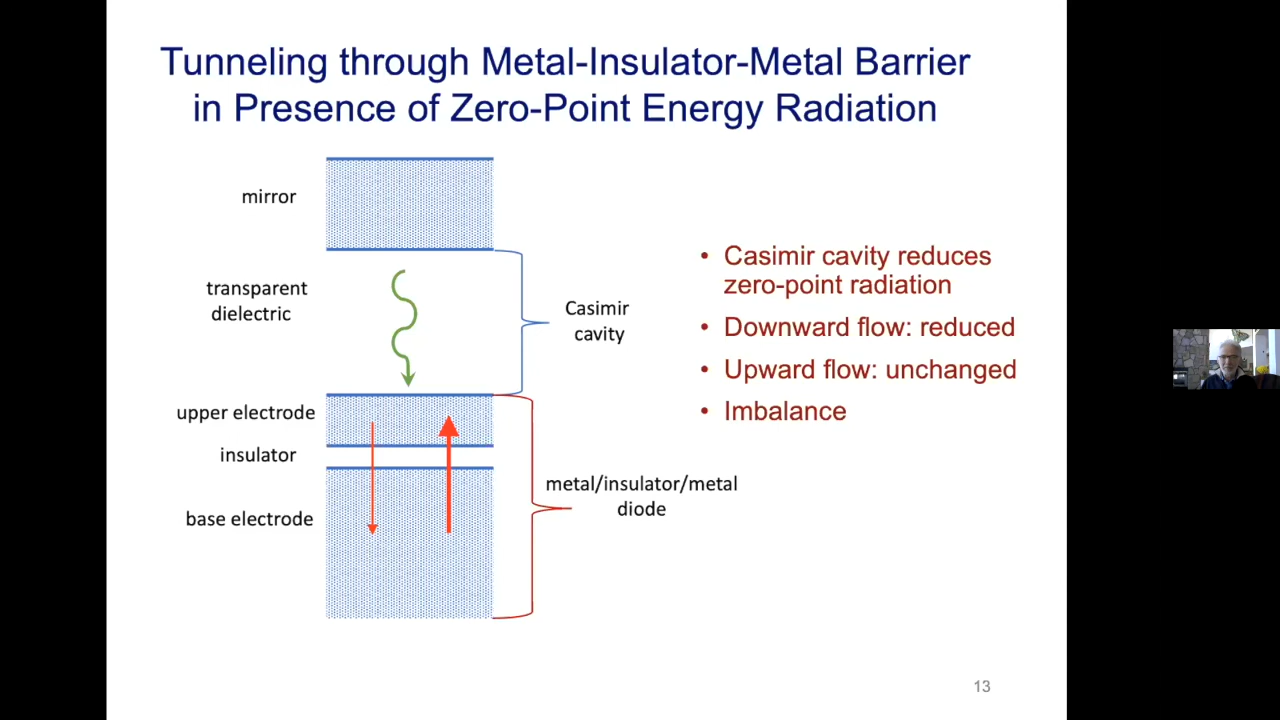 Tunneling through Metal-Insulator-Metal Barrier
in Presence of Zero-Point Energy Radiation
mirror
transparent
dielectric
Casimir
cavity
upper electrode
insulator
base electrode
metal/insulator/metal
diode
• Casimir cavity reduces
zero-point radiation
• Downward flow: reduced
• Upward flow: unchanged
• Imbalance
13